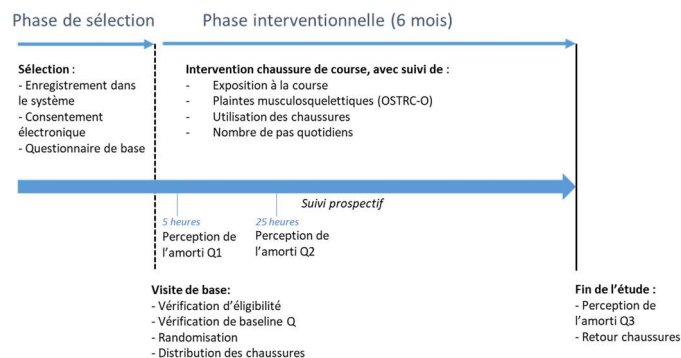 Phase de sélection
Phase interventionnelle (6 mois)
Sélection :
- Enregistrement dans
le système
- Consentement
électronique
- Questionnaire de base
Intervention chaussure de course, avec suivi de :
- Exposition à la course
- Plaintes musculosquelettiques (OSTRC-O)
- Utilisation des chaussures
- Nombre de pas quotidiens
Suivi prospectif
5 heures
Perception de
l'amorti Q1
25 heures
Perception de
l'amorti Q2
Visite de base:
- Vérification d'éligibilité
- Vérification de baseline Q
- Randomisation
- Distribution des chaussures
Fin de l'étude :
- Perception de
l'amorti Q3
- Retour chaussures